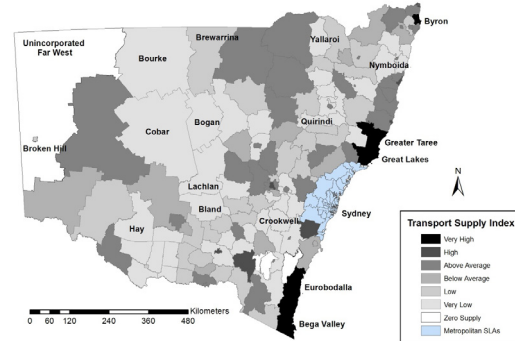 Byron
Brewarrina
Yallaroi
Unincorporated
Far West
Bourke
Nymboida
Bogan
Quirindi
Cobar
Broken Hill
Greater Taree
Great Lakes
N
Lachlan
Bland
Crookwell
Sydney
Hay
Eurobodalla
Bega Valley
Kilometers
0 60 120 240 360 480
Transport Supply Index
Very High
High
Above Average
Below Average
Low
Very Low
Zero Supply
Metropolitan SLAs